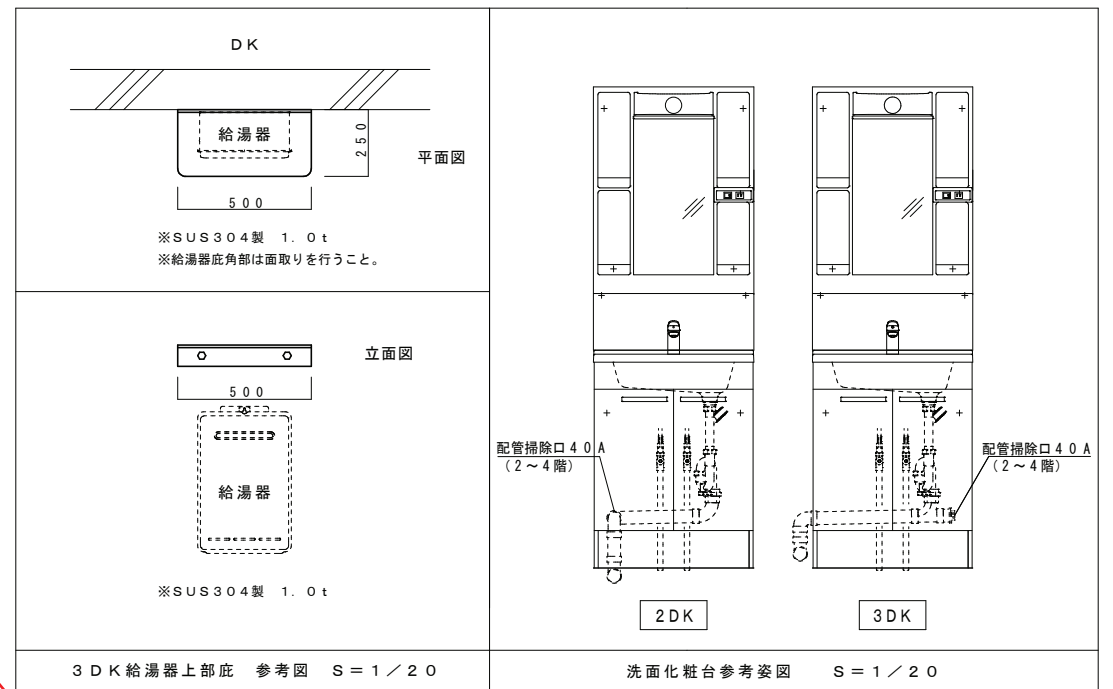 DK
給湯器
250
平面図
500
※SUS304製 1.0t
※給湯器庇角部は面取りを行うこと。
立面図
500
給湯器
※SUS304製 1.0t
3DK給湯器上部庇 参考図 S=1/20
配管掃除口40A
(2~4階)
配管掃除口40A
(2~4階)
2DK
3DK
洗面化粧台参考姿図 S=1/20